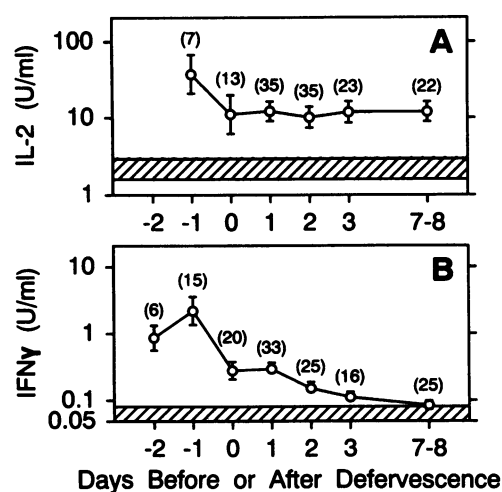 A
IL-2 (U/ml)
100
10
1
(7)
(13)
(35)
(35)
(23)
(22)
-2 -1 0 1 2 3 7-8
B
IFNγ (U/ml)
10
1
0.1
0.05
(6)
(15)
(20)
(33)
(25)
(16)
(25)
-2 -1 0 1 2 3 7-8
Days Before or After Defervescence